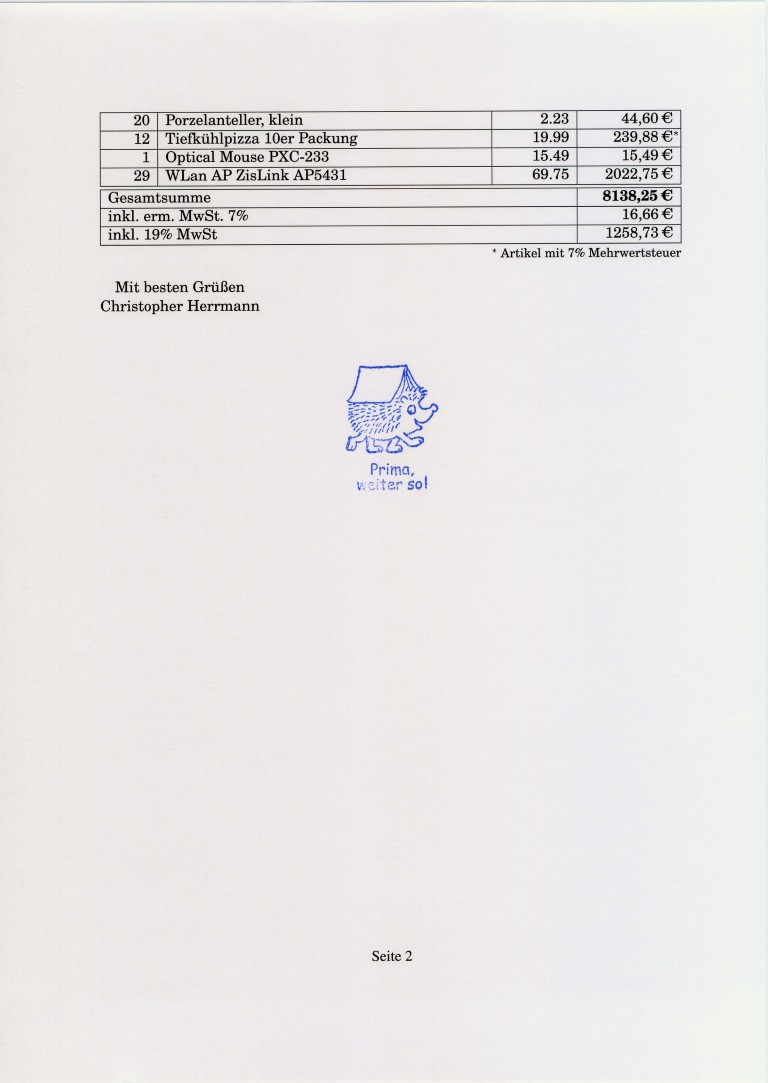 20 Porzelanteller, klein 2.23 44,60 €
12 Tiefkühlpizza 10er Packung 19.99 239,88 €*
1 Optical Mouse PXC-233 15.49 15,49 €
29 WLan AP ZisLink AP5431 69.75 2022,75 €
Gesamtsumme 8138,25 €
inkl. erm. MwSt. 7% 16,66 €
inkl. 19% MwSt 1258,73 €
* Artikel mit 7% Mehrwertsteuer
Mit besten Grüßen
Christopher Herrmann
Prima,
weiter so!
Seite 2